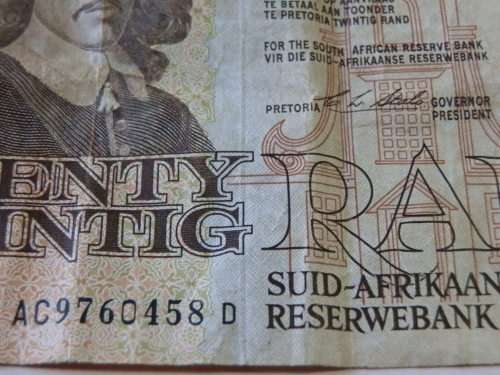 TE BETAAL AAN TOONDER
TE PRETORIA TWINTIG RAND
FOR THE SOUTH AFRICAN RESERVE BANK
VIR DIE SUID-AFRIKAANSE RESERWEBANK
PRETORIA GOVERNOR
PRESIDENT
ENTY
INTIG RA
SUID-AFRIKAAN
RESERWEBANK
AC9760458 D